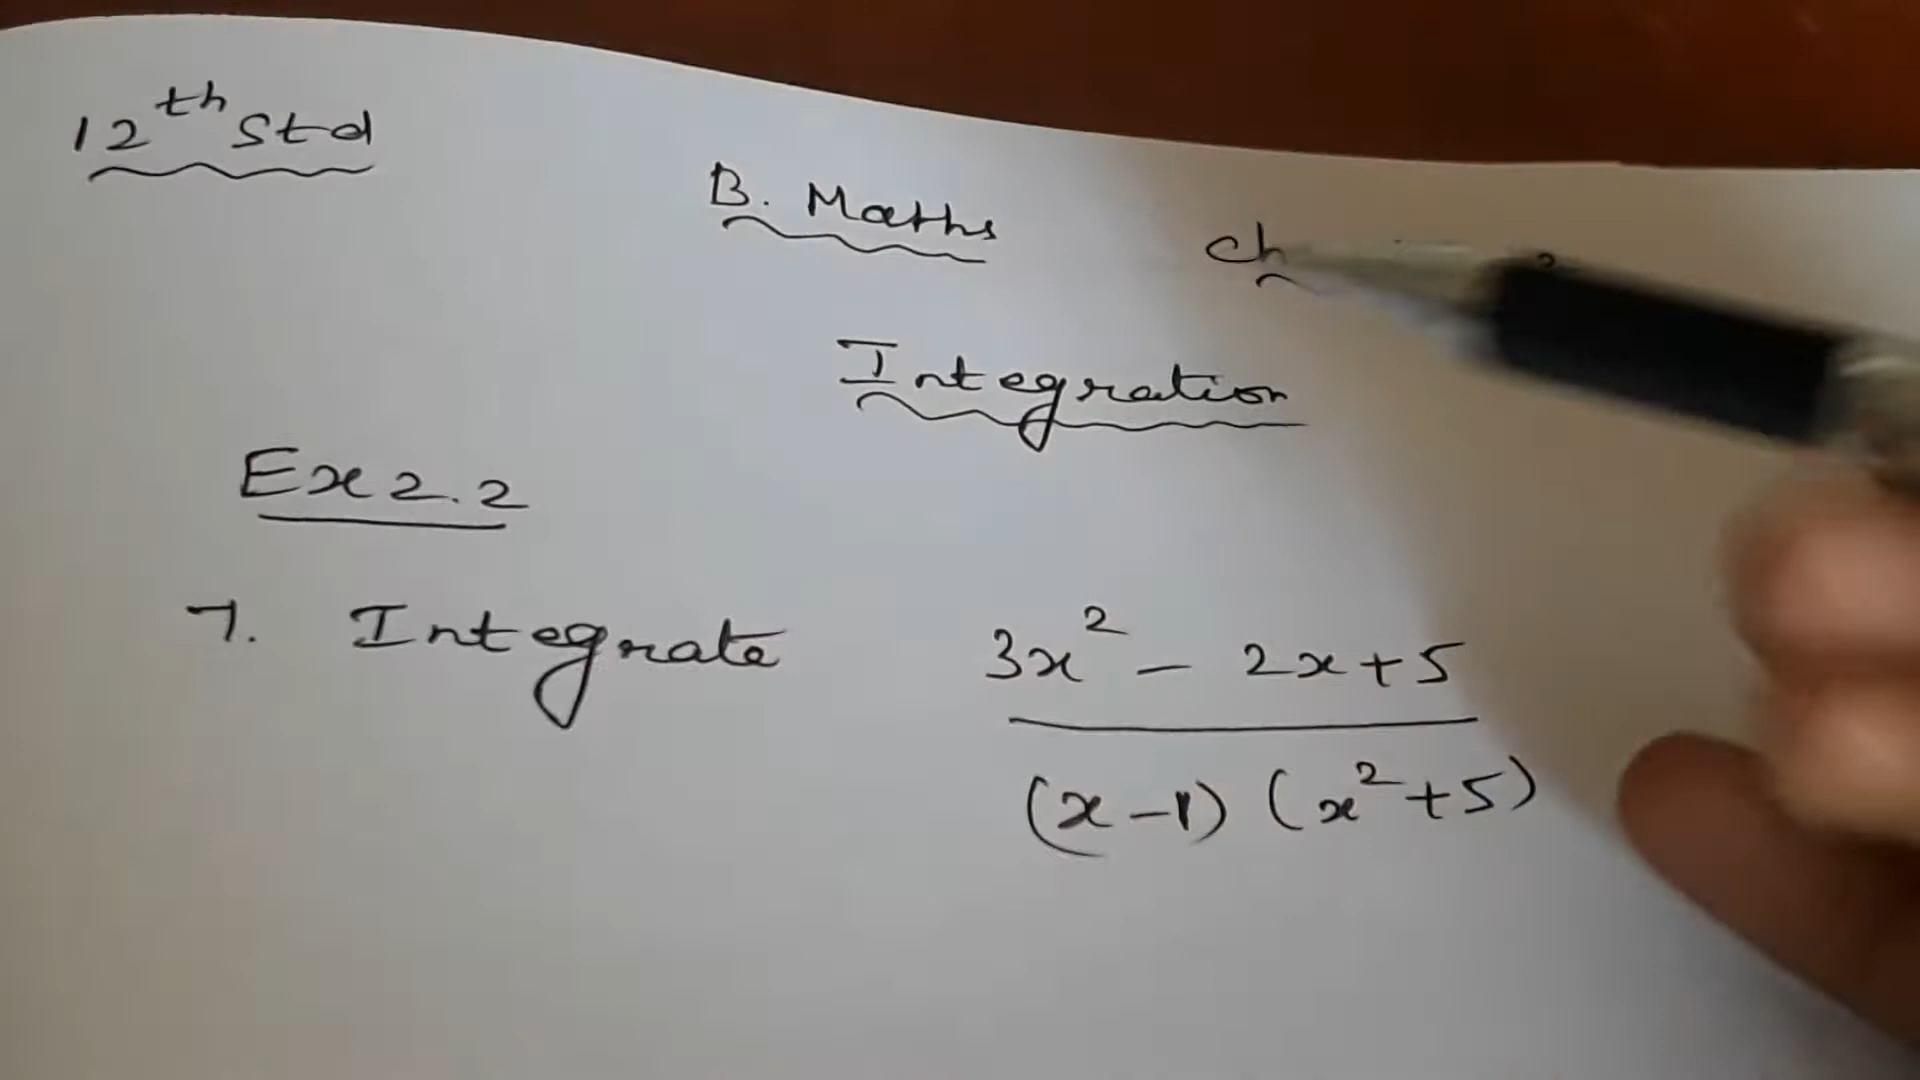 12th Std
B. Maths
Integration
Ex 2.2
7. Integrate 3x² - 2x + 5
(x - 1) (x² + 5)